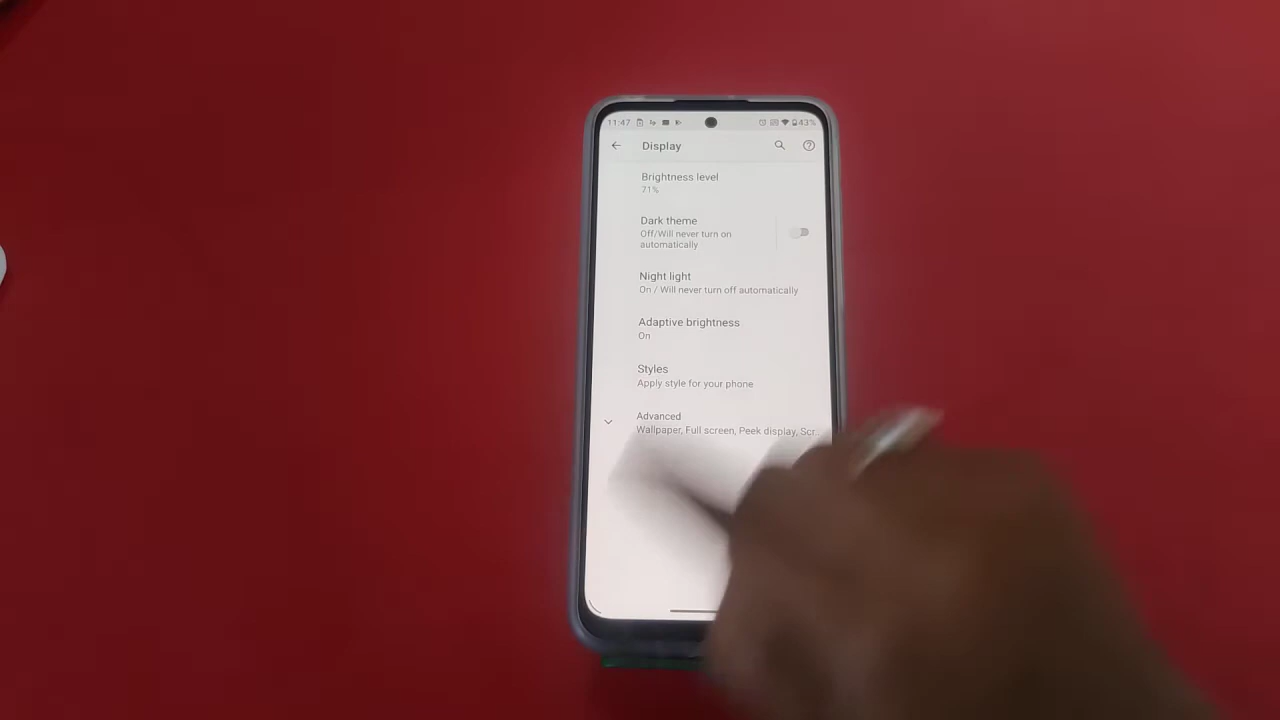 11:47 43%
Display
Brightness level
71%
Dark theme
Off/Will never turn on
automatically
Night light
On / Will never turn off automatically
Adaptive brightness
On
Styles
Apply style for your phone
Advanced
Wallpaper, Full screen, Peek display, Scr..